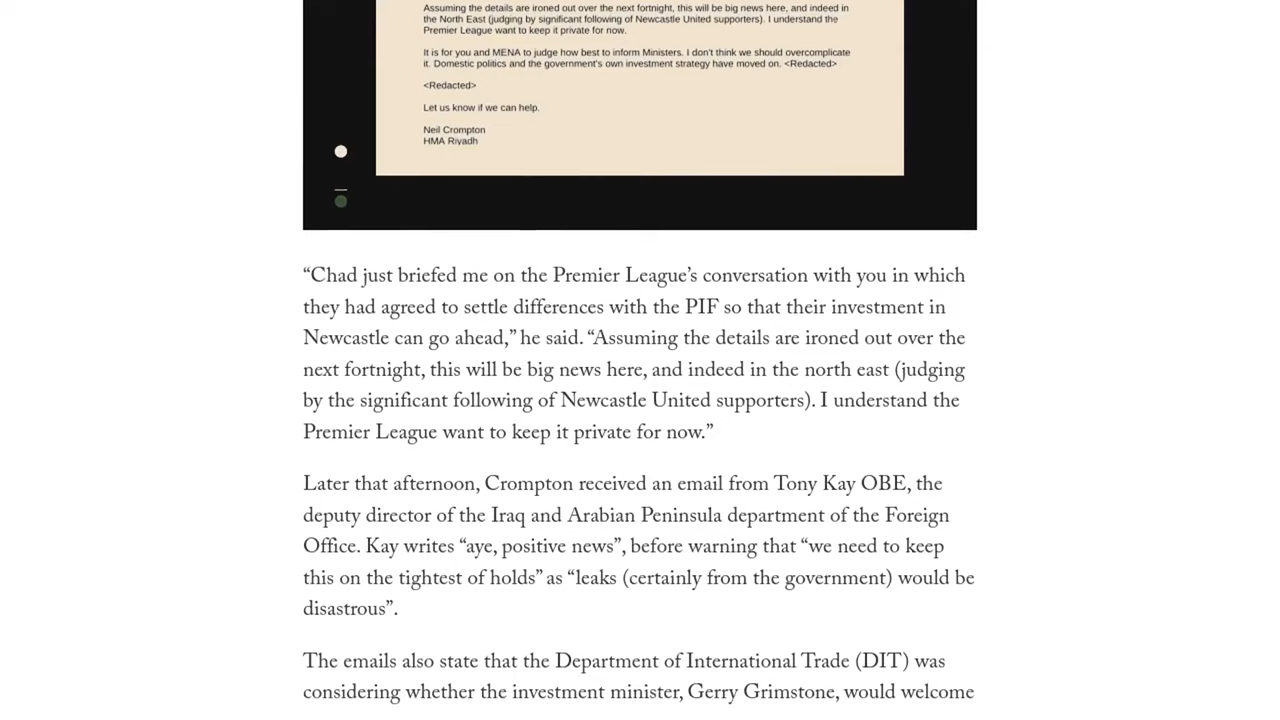 Assuming the details are ironed out over the next fortnight, this will be big news here, and indeed in
the North East (judging by significant following of Newcastle United supporters). I understand the
Premier League want to keep it private for now.
It is for you and MENA to judge how best to inform Ministers. I don't think we should overcomplicate
it. Domestic politics and the government's own investment strategy have moved on. <Redacted>
<Redacted>
Let us know if we can help.
Neil Crompton
HMA Riyadh
“Chad just briefed me on the Premier League’s conversation with you in which
they had agreed to settle differences with the PIF so that their investment in
Newcastle can go ahead,” he said. “Assuming the details are ironed out over the
next fortnight, this will be big news here, and indeed in the north east (judging
by the significant following of Newcastle United supporters). I understand the
Premier League want to keep it private for now.”
Later that afternoon, Crompton received an email from Tony Kay OBE, the
deputy director of the Iraq and Arabian Peninsula department of the Foreign
Office. Kay writes “aye, positive news”, before warning that “we need to keep
this on the tightest of holds” as “leaks (certainly from the government) would be
disastrous”.
The emails also state that the Department of International Trade (DIT) was
considering whether the investment minister, Gerry Grimstone, would welcome